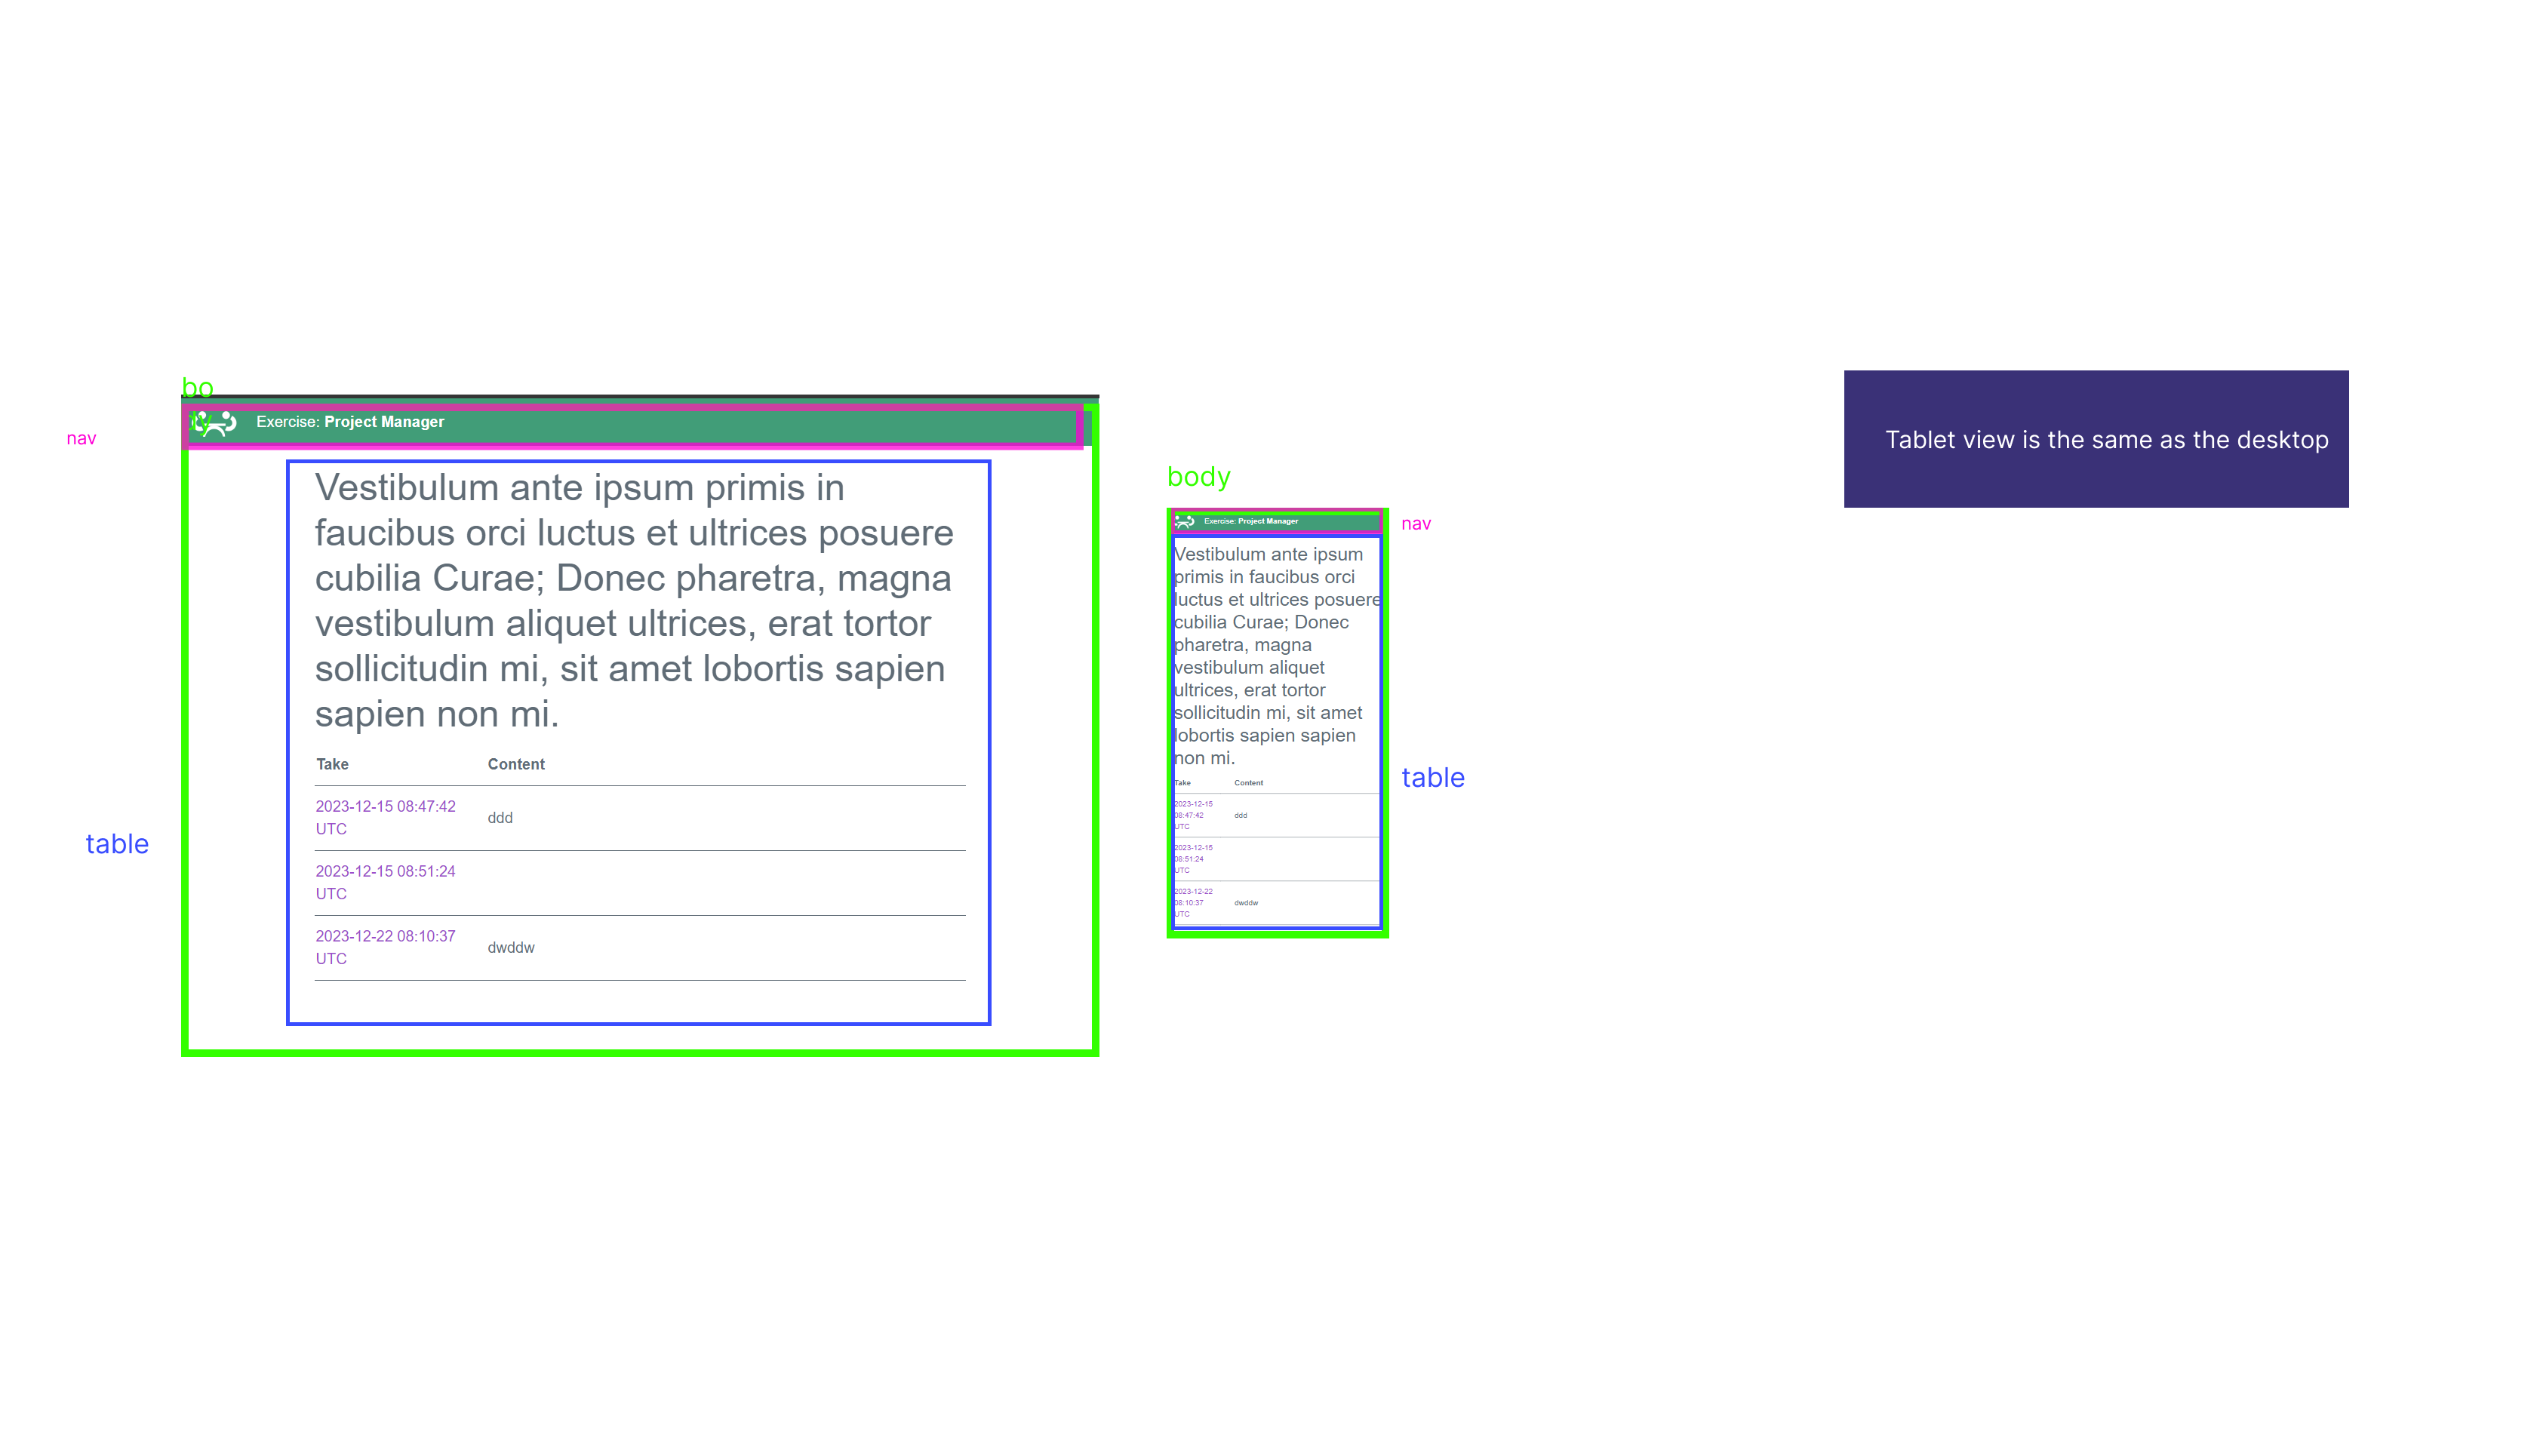 bo
dy
nav
Exercise: Project Manager
Vestibulum ante ipsum primis in
faucibus orci luctus et ultrices posuere
cubilia Curae; Donec pharetra, magna
vestibulum aliquet ultrices, erat tortor
sollicitudin mi, sit amet lobortis sapien
sapien non mi.
Take Content
2023-12-15 08:47:42
UTC
ddd
2023-12-15 08:51:24
UTC
2023-12-22 08:10:37
UTC
dwddw
table
body
nav
Exercise: Project Manager
Vestibulum ante ipsum
primis in faucibus orci
luctus et ultrices posuere
cubilia Curae; Donec
pharetra, magna
vestibulum aliquet
ultrices, erat tortor
sollicitudin mi, sit amet
lobortis sapien sapien
non mi.
Take Content
2023-12-15
08:47:42
UTC
ddd
2023-12-15
08:51:24
UTC
2023-12-22
08:10:37
UTC
dwddw
table
Tablet view is the same as the desktop